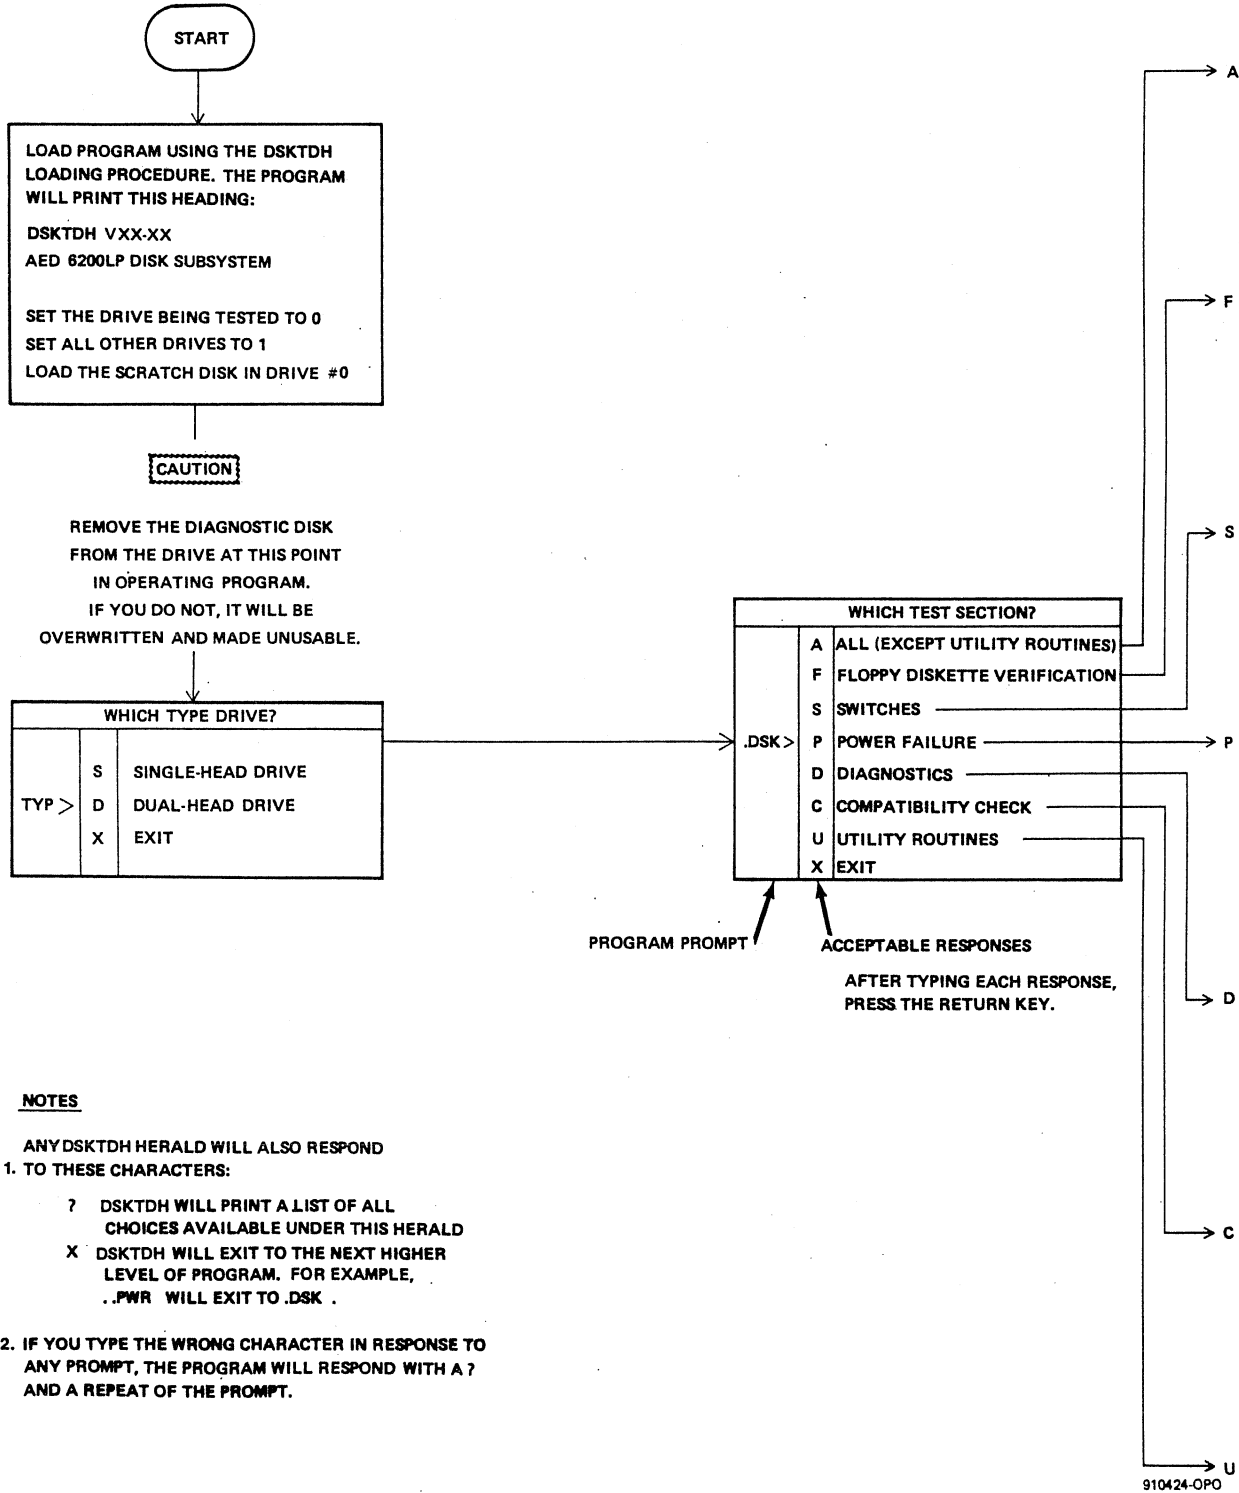 START
LOAD PROGRAM USING THE DSKTDH
LOADING PROCEDURE. THE PROGRAM
WILL PRINT THIS HEADING:
DSKTDH VXX-XX
AED 6200LP DISK SUBSYSTEM
SET THE DRIVE BEING TESTED TO 0
SET ALL OTHER DRIVES TO 1
LOAD THE SCRATCH DISK IN DRIVE #0
CAUTION
REMOVE THE DIAGNOSTIC DISK
FROM THE DRIVE AT THIS POINT
IN OPERATING PROGRAM.
IF YOU DO NOT, IT WILL BE
OVERWRITTEN AND MADE UNUSABLE.
WHICH TYPE DRIVE?
S SINGLE-HEAD DRIVE
TYP > D DUAL-HEAD DRIVE
X EXIT
WHICH TEST SECTION?
A ALL (EXCEPT UTILITY ROUTINES)
F FLOPPY DISKETTE VERIFICATION
S SWITCHES
.DSK > P POWER FAILURE
D DIAGNOSTICS
C COMPATIBILITY CHECK
U UTILITY ROUTINES
X EXIT
PROGRAM PROMPT
ACCEPTABLE RESPONSES
AFTER TYPING EACH RESPONSE,
PRESS THE RETURN KEY.
A
F
S
P
D
C
U
NOTES
ANY DSKTDH HERALD WILL ALSO RESPOND
1. TO THESE CHARACTERS:
? DSKTDH WILL PRINT A LIST OF ALL
CHOICES AVAILABLE UNDER THIS HERALD
X DSKTDH WILL EXIT TO THE NEXT HIGHER
LEVEL OF PROGRAM. FOR EXAMPLE,
..PWR WILL EXIT TO .DSK .
2. IF YOU TYPE THE WRONG CHARACTER IN RESPONSE TO
ANY PROMPT, THE PROGRAM WILL RESPOND WITH A ?
AND A REPEAT OF THE PROMPT.
910424-OPO